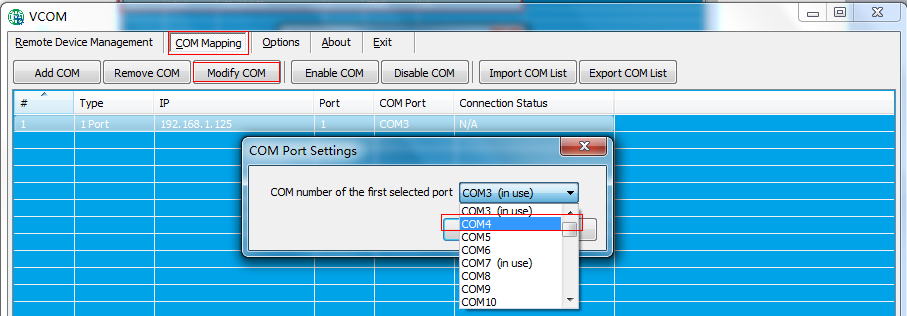 VCOM
Remote Device Management COM Mapping Options About Exit
Add COM Remove COM Modify COM Enable COM Disable COM Import COM List Export COM List
# Type IP Port COM Port Connection Status
1 1 Port 192.168.1.125 1 COM3 N/A
COM Port Settings
COM number of the first selected port COM3 (in use)
COM3 (in use)
COM4
COM5
COM6
COM7 (in use)
COM8
COM9
COM10